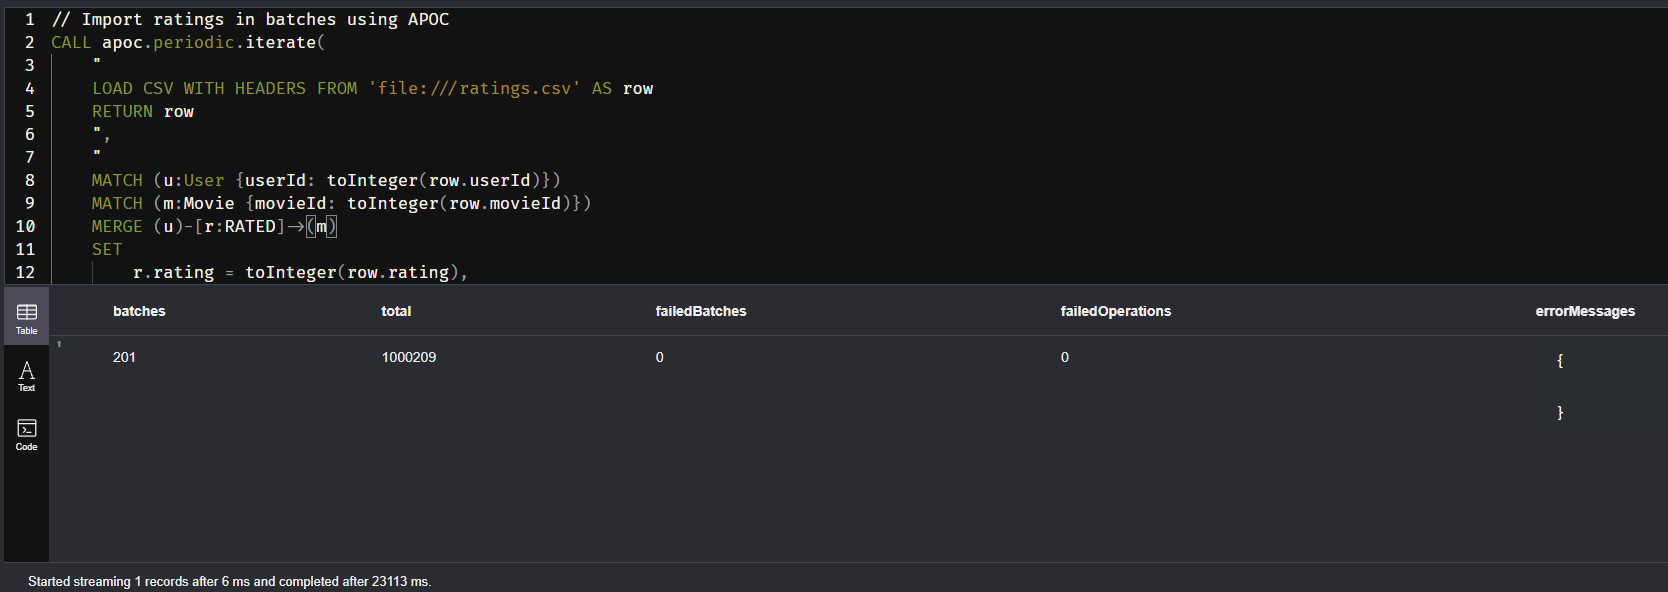 1 // Import ratings in batches using APOC
2 CALL apoc.periodic.iterate(
3 "
4 LOAD CSV WITH HEADERS FROM 'file:///ratings.csv' AS row
5 RETURN row
6 ",
7 "
8 MATCH (u:User {userId: toInteger(row.userId)})
9 MATCH (m:Movie {movieId: toInteger(row.movieId)})
10 MERGE (u)-[r:RATED]->(m)
11 SET
12 r.rating = toInteger(row.rating),
Table
Text
Code
batches total failedBatches failedOperations errorMessages
1
201 1000209 0 0 {
}
Started streaming 1 records after 6 ms and completed after 23113 ms.